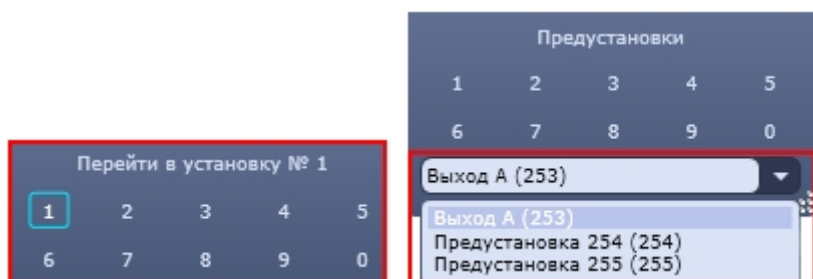 Перейти в установку № 1
1 2 3 4 5
6 7 8 9 0
Предустановки
1 2 3 4 5
6 7 8 9 0
Выход А (253)
Выход А (253)
Предустановка 254 (254)
Предустановка 255 (255)